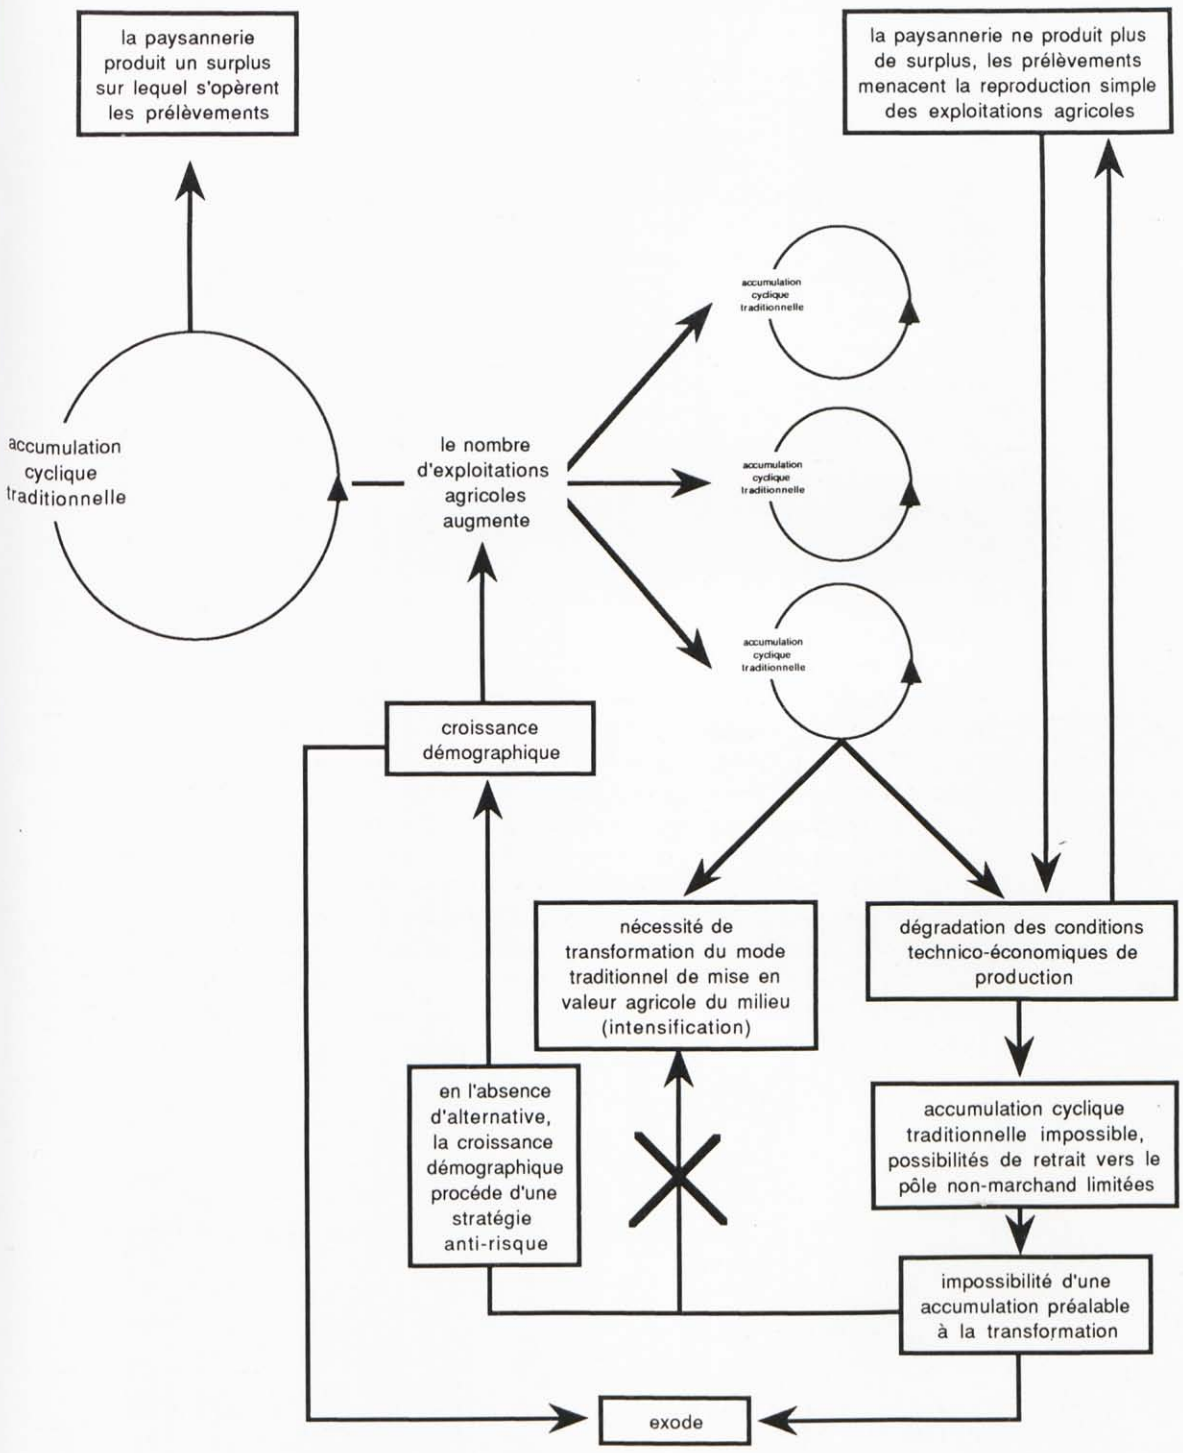 la paysannerie
produit un surplus
sur lequel s'opèrent
les prélèvements
la paysannerie ne produit plus
de surplus, les prélèvements
menacent la reproduction simple
des exploitations agricoles
accumulation
cyclique
traditionnelle
accumulation
cyclique
traditionnelle
le nombre
d'exploitations
agricoles
augmente
accumulation
cyclique
traditionnelle
accumulation
cyclique
traditionnelle
croissance
démographique
nécessité de
transformation du mode
traditionnel de mise en
valeur agricole du milieu
(intensification)
dégradation des conditions
technico-économiques de
production
en l'absence
d'alternative,
la croissance
démographique
procéde d'une
stratégie
anti-risque
accumulation cyclique
traditionnelle impossible,
possibilités de retrait vers le
pôle non-marchand limitées
impossibilité d'une
accumulation préalable
à la transformation
exode